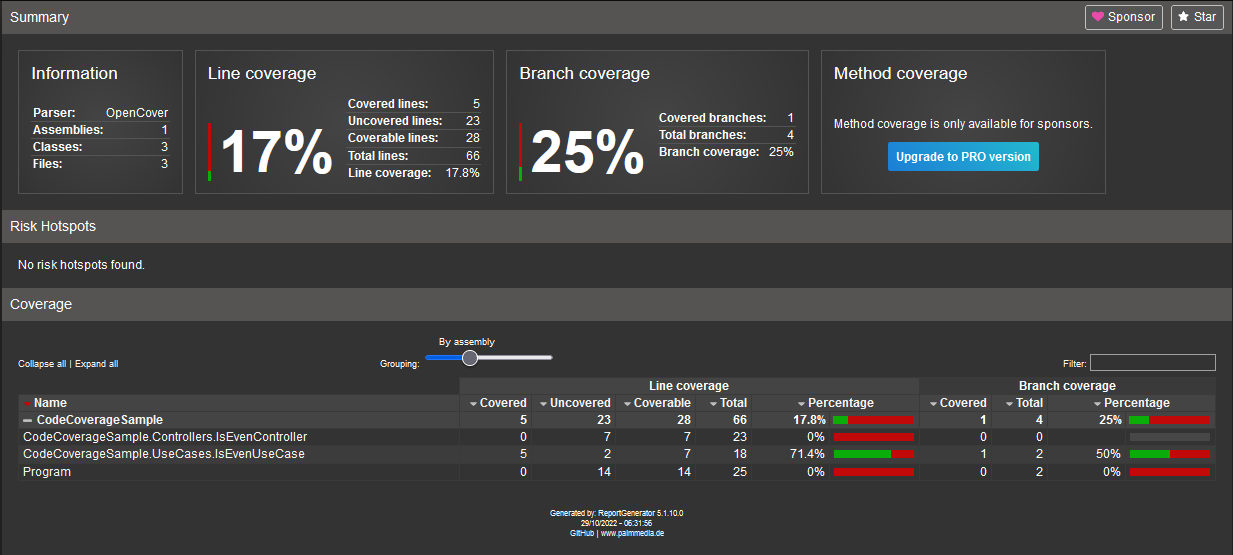 Summary
Sponsor
Star
Information
Parser: OpenCover
Assemblies: 1
Classes: 3
Files: 3
Line coverage
17%
Covered lines: 5
Uncovered lines: 23
Coverable lines: 28
Total lines: 66
Line coverage: 17.8%
Branch coverage
25%
Covered branches: 1
Total branches: 4
Branch coverage: 25%
Method coverage
Method coverage is only available for sponsors.
Upgrade to PRO version
Risk Hotspots
No risk hotspots found.
Coverage
Collapse all | Expand all
By assembly
Grouping:
Filter:
Line coverage Branch coverage
Name Covered Uncovered Coverable Total Percentage Covered Total Percentage
CodeCoverageSample 5 23 28 66 17.8% 1 4 25%
CodeCoverageSample.Controllers.IsEvenController 0 7 7 23 0% 0 0
CodeCoverageSample.UseCases.IsEvenUseCase 5 2 7 18 71.4% 1 2 50%
Program 0 14 14 25 0% 0 2 0%
Generated by: ReportGenerator 5.1.10.0
29/10/2022 - 06:31:56
GitHub | www.palmmedia.de